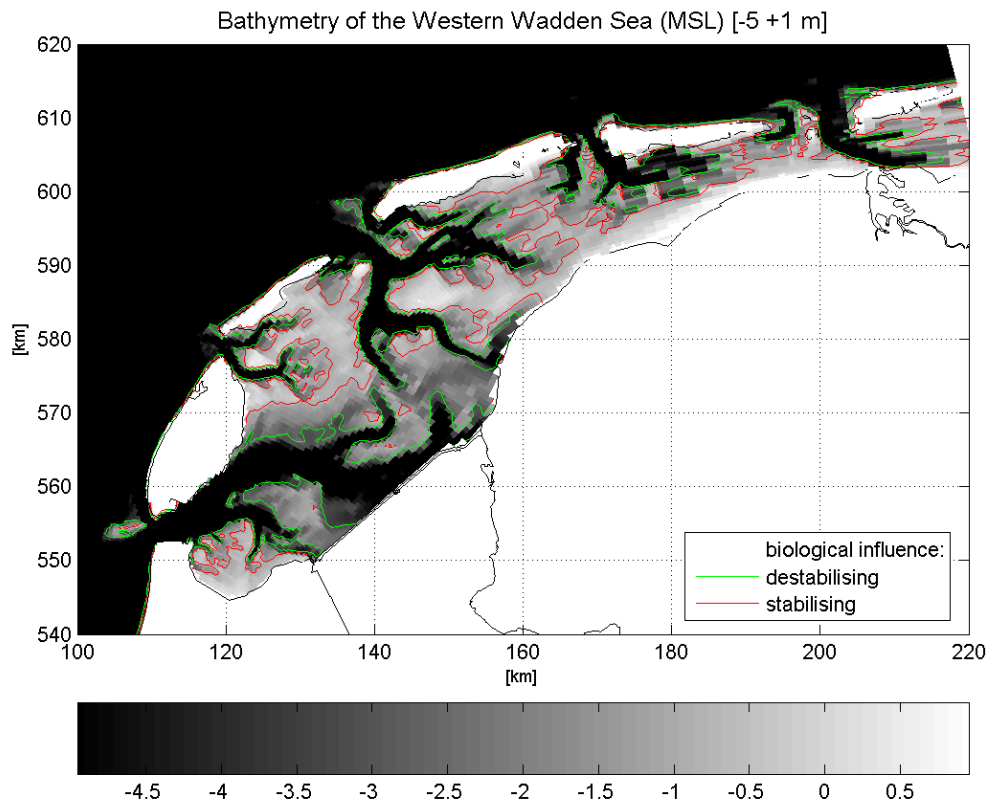 Bathymetry of the Western Wadden Sea (MSL) [-5 +1 m]
620
610
600
590
580
570
560
550
540
[km]
biological influence:
destabilising
stabilising
100 120 140 160 180 200 220
[km]
-4.5 -4 -3.5 -3 -2.5 -2 -1.5 -1 -0.5 0 0.5